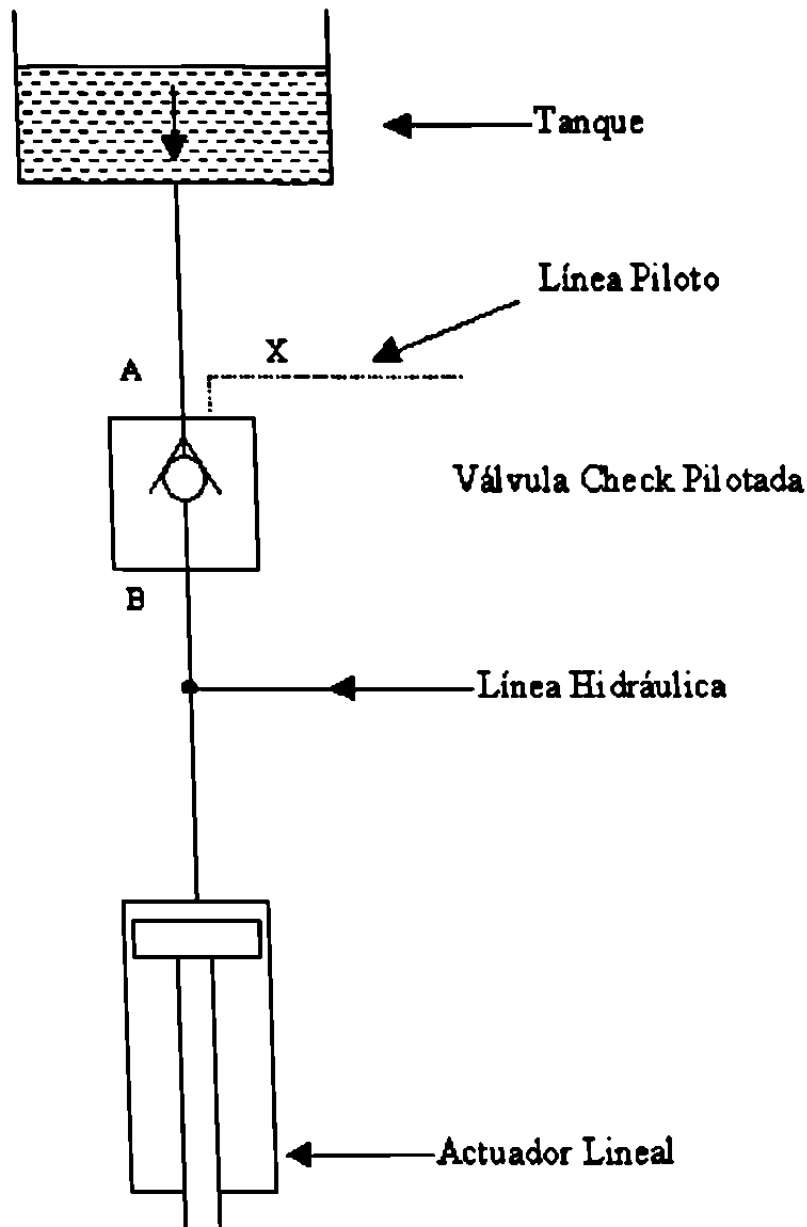 Tanque
Línea Piloto
X
A
Válvula Check Pilotada
B
Línea Hidráulica
Actuador Lineal